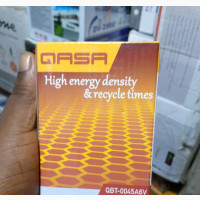 QASA
High energy density
& recycle times
QBT-0045A6V